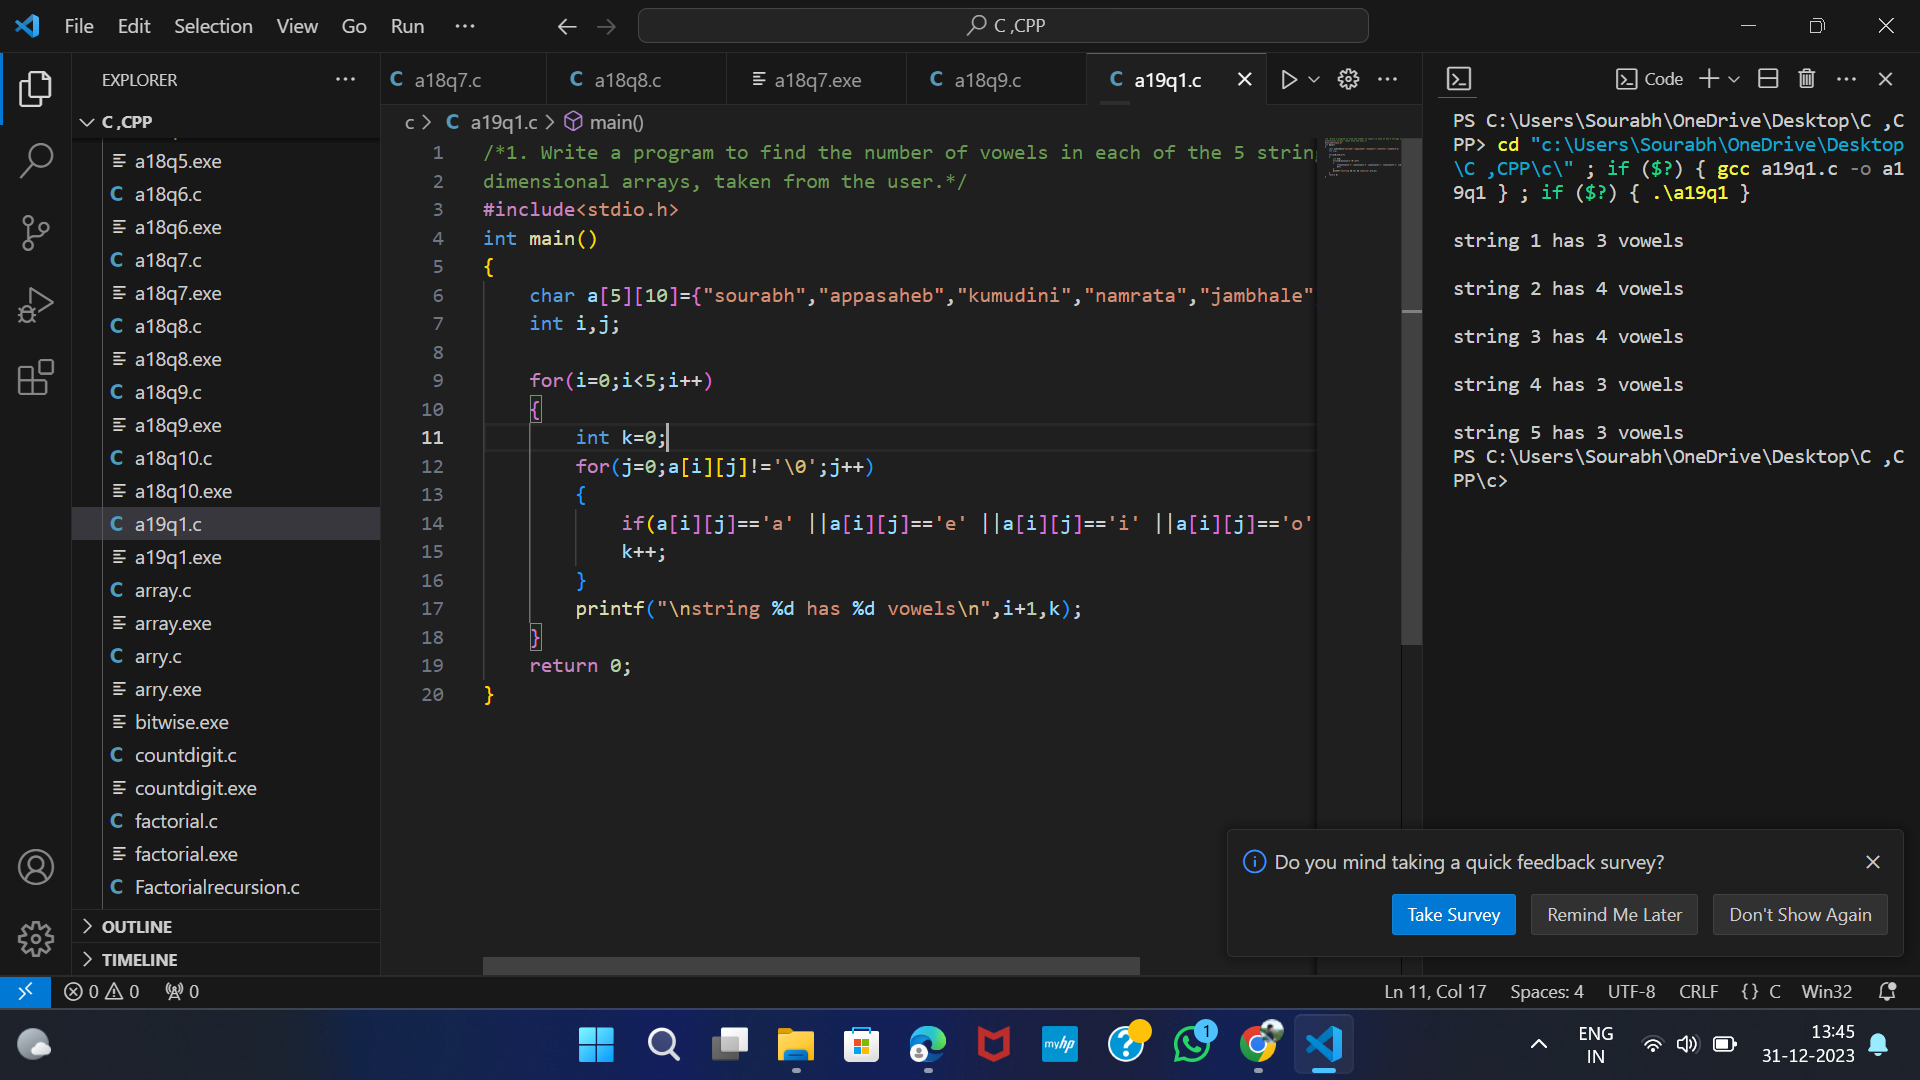 File Edit Selection View Go Run ···
C ,CPP
EXPLORER
C ,CPP
a18q5.exe
a18q6.c
a18q6.exe
a18q7.c
a18q7.exe
a18q8.c
a18q8.exe
a18q9.c
a18q9.exe
a18q10.c
a18q10.exe
a19q1.c
a19q1.exe
array.c
array.exe
arry.c
arry.exe
bitwise.exe
countdigit.c
countdigit.exe
factorial.c
factorial.exe
Factorialrecursion.c
OUTLINE
TIMELINE
C a18q7.c C a18q8.c a18q7.exe C a18q9.c C a19q1.c
c > C a19q1.c > main()
1 /*1. Write a program to find the number of vowels in each of the 5 strin
2 dimensional arrays, taken from the user.*/
3 #include<stdio.h>
4 int main()
5 {
6 char a[5][10]={"sourabh","appasaheb","kumudini","namrata","jambhale"
7 int i,j;
8
9 for(i=0;i<5;i++)
10 {
11 int k=0;
12 for(j=0;a[i][j]!='\0';j++)
13 {
14 if(a[i][j]=='a' ||a[i][j]=='e' ||a[i][j]=='i' ||a[i][j]=='o'
15 k++;
16 }
17 printf("\nstring %d has %d vowels\n",i+1,k);
18 }
19 return 0;
20 }
Code
PS C:\Users\Sourabh\OneDrive\Desktop\C ,C
PP> cd "c:\Users\Sourabh\OneDrive\Desktop
\C ,CPP\c\" ; if ($?) { gcc a19q1.c -o a1
9q1 } ; if ($?) { .\a19q1 }
string 1 has 3 vowels
string 2 has 4 vowels
string 3 has 4 vowels
string 4 has 3 vowels
string 5 has 3 vowels
PS C:\Users\Sourabh\OneDrive\Desktop\C ,C
PP\c>
Do you mind taking a quick feedback survey?
Take Survey Remind Me Later Don't Show Again
0 0 0 Ln 11, Col 17 Spaces: 4 UTF-8 CRLF {} C Win32
myhp ? 1
ENG
IN
13:45
31-12-2023